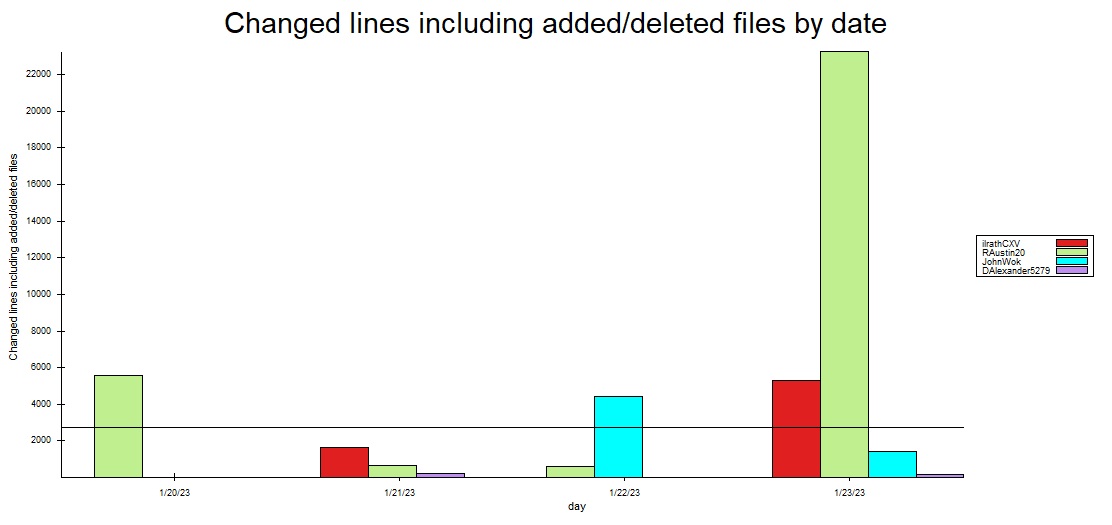 Changed lines including added/deleted files by date
Changed lines including added/deleted files
22000
20000
18000
16000
14000
12000
10000
8000
6000
4000
2000
1/20/23
1/21/23
1/22/23
1/23/23
day
ilrathCXV
RAustin20
JohnWok
DAlexander5279